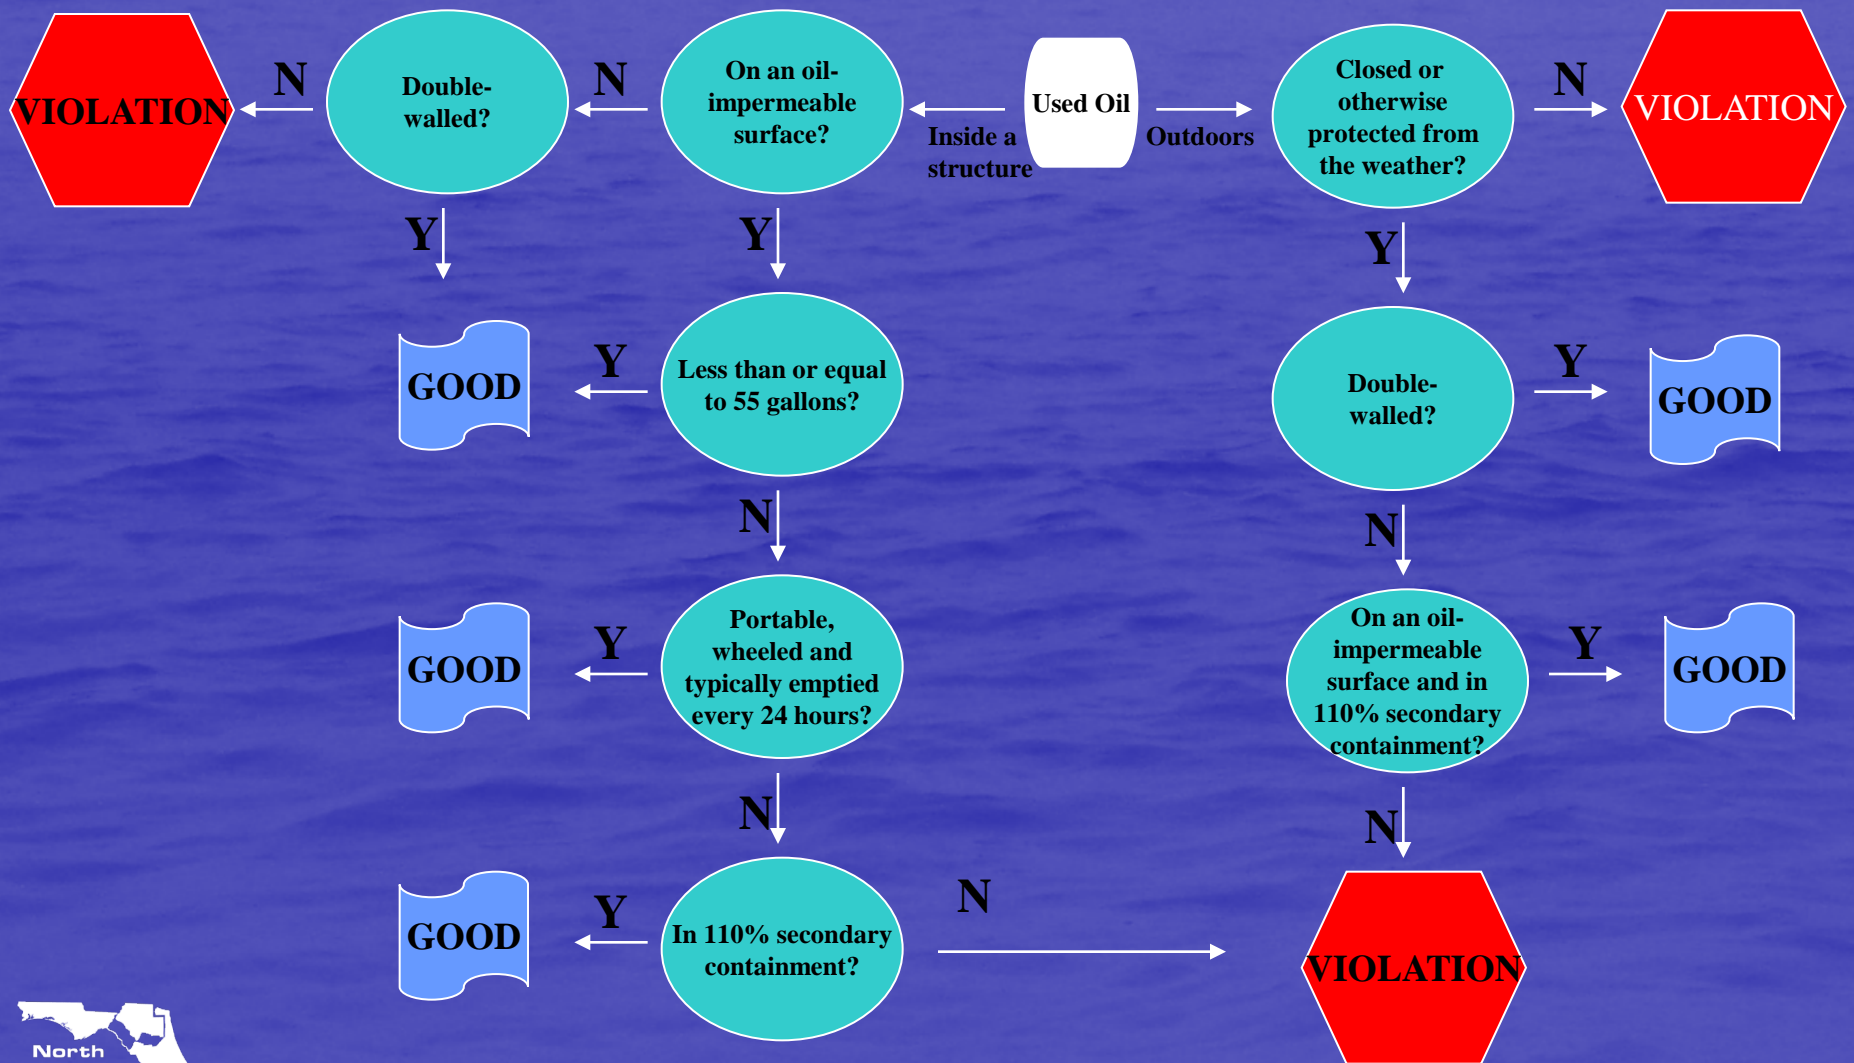 VIOLATION
N
Double-
walled?
N
On an oil-
impermeable
surface?
Inside a
structure
Used Oil
Outdoors
Closed or
otherwise
protected from
the weather?
N
VIOLATION
Y
Y
Y
GOOD
Y
Less than or equal
to 55 gallons?
Double-
walled?
Y
GOOD
N
N
GOOD
Y
Portable,
wheeled and
typically emptied
every 24 hours?
On an oil-
impermeable
surface and in
110% secondary
containment?
Y
GOOD
N
N
GOOD
Y
In 110% secondary
containment?
N
VIOLATION
North